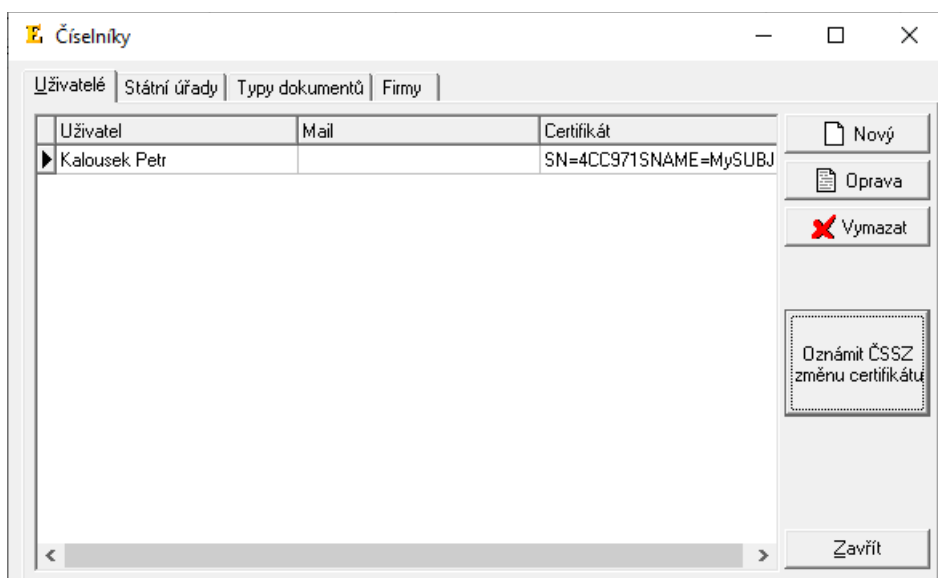 E Číselníky
Uživatelé Státní úřady Typy dokumentů Firmy
Uživatel Mail Certifikát
Kalousek Petr SN=4CC971SNAME=MySUBJ
Nový
Oprava
Vymazat
Oznámit ČSSZ
změnu certifikátu
Zavřít